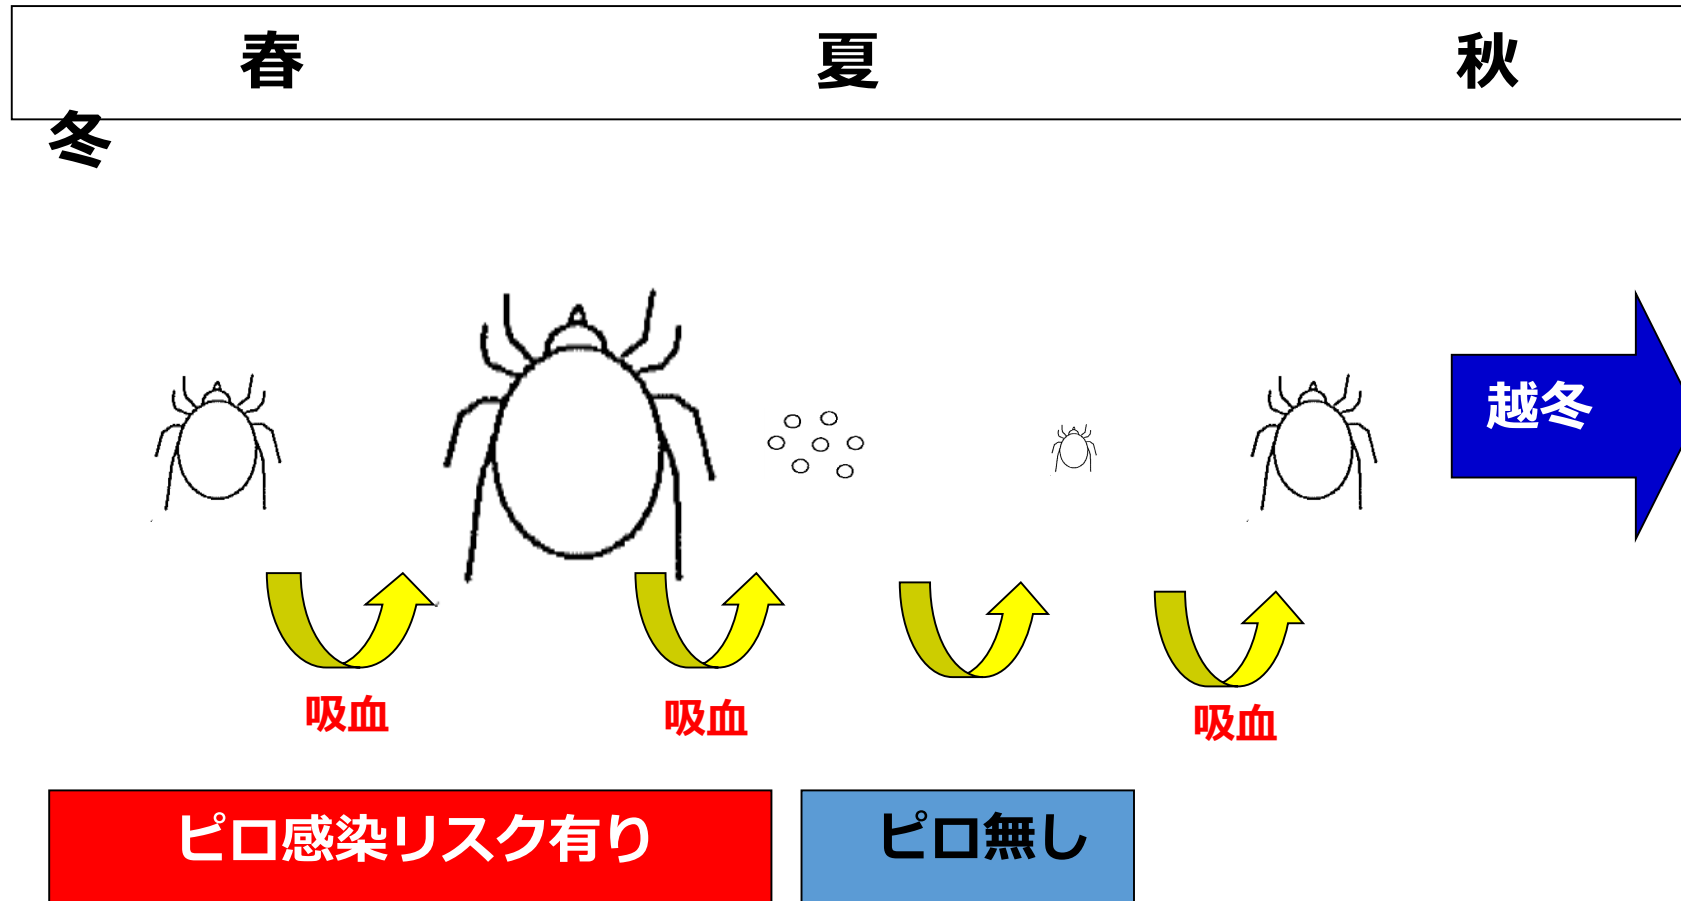 春 夏 秋
冬
越冬
吸血
吸血
吸血
ピロ感染リスク有り
ピロ無し